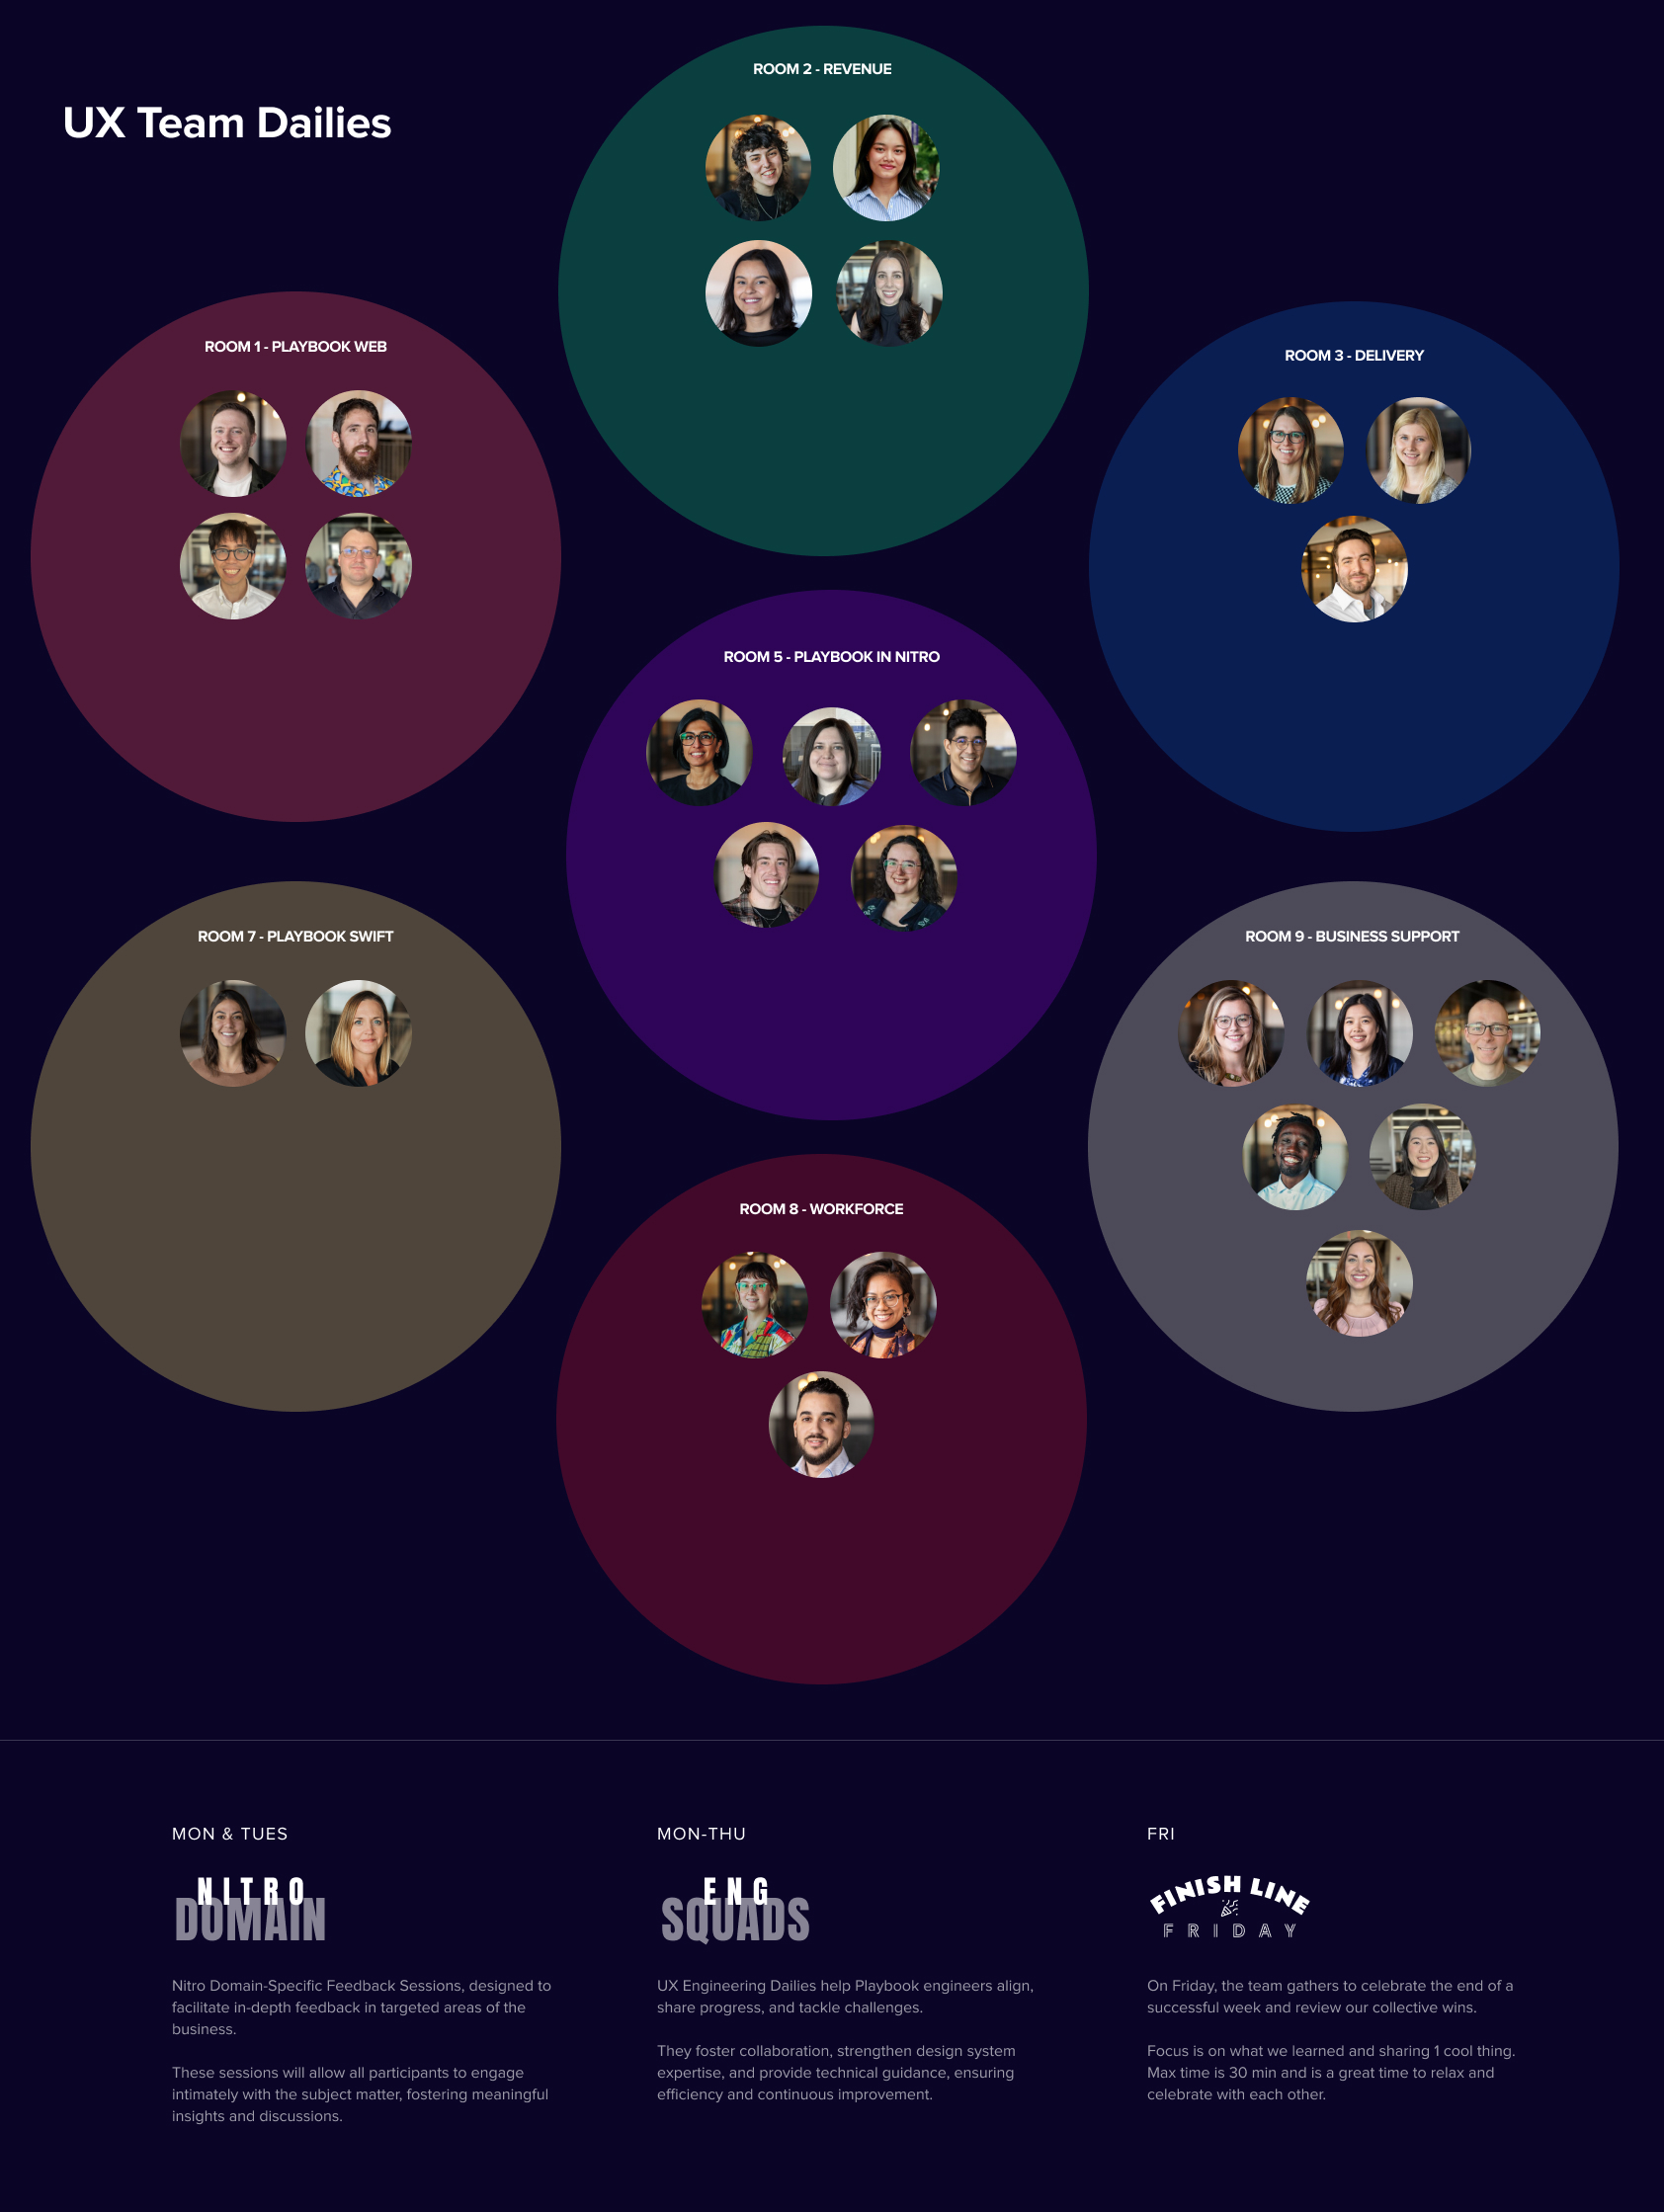 UX Team Dailies
ROOM 2 - REVENUE
ROOM 1 - PLAYBOOK WEB
ROOM 3 - DELIVERY
ROOM 5 - PLAYBOOK IN NITRO
ROOM 7 - PLAYBOOK SWIFT
ROOM 9 - BUSINESS SUPPORT
ROOM 8 - WORKFORCE
MON & TUES
NITRO
DOMAIN
Nitro Domain-Specific Feedback Sessions, designed to
facilitate in-depth feedback in targeted areas of the
business.
These sessions will allow all participants to engage
intimately with the subject matter, fostering meaningful
insights and discussions.
MON-THU
ENG
SQUADS
UX Engineering Dailies help Playbook engineers align,
share progress, and tackle challenges.
They foster collaboration, strengthen design system
expertise, and provide technical guidance, ensuring
efficiency and continuous improvement.
FRI
FINISH LINE
FRIDAY
On Friday, the team gathers to celebrate the end of a
successful week and review our collective wins.
Focus is on what we learned and sharing 1 cool thing.
Max time is 30 min and is a great time to relax and
celebrate with each other.